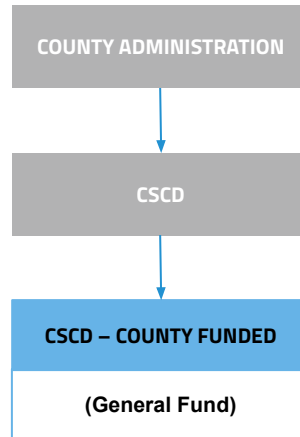 COUNTY ADMINISTRATION
CSCD
CSCD – COUNTY FUNDED
(General Fund)